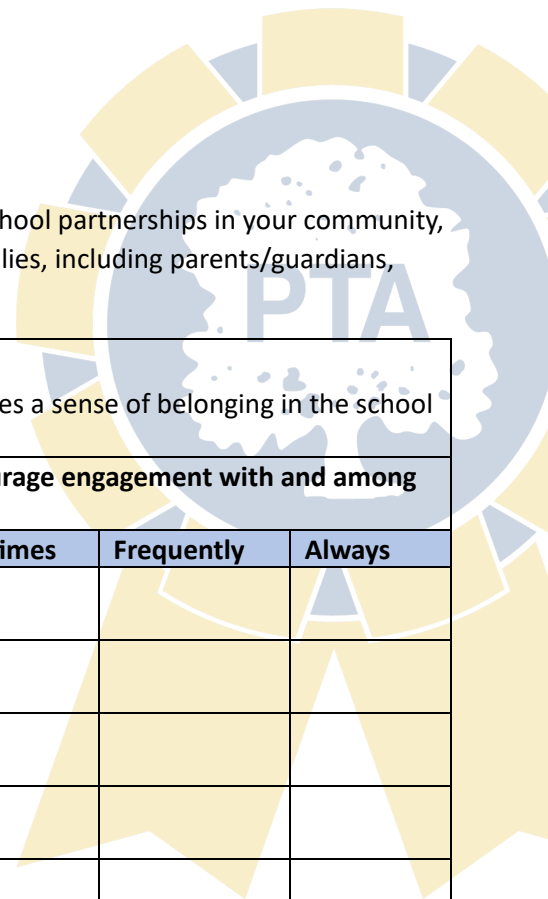 hool partnerships in your community,
lies, including parents/guardians,
PTA
es a sense of belonging in the school
rage engagement with and among
imes Frequently Always